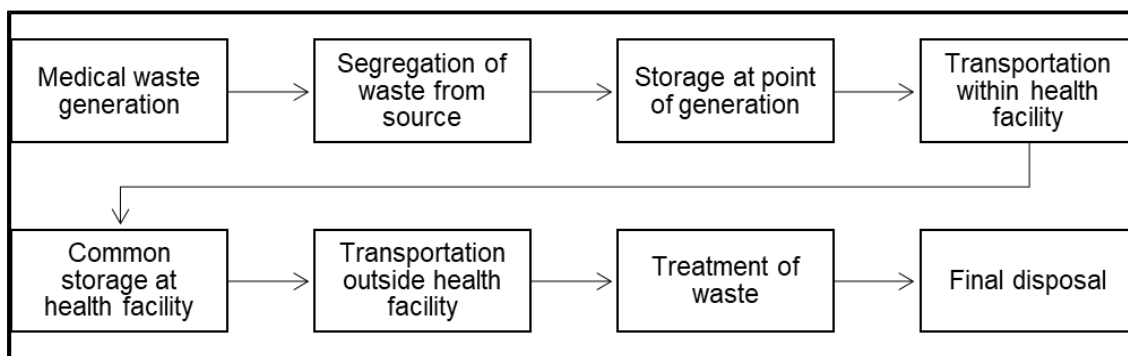 Medical waste
generation
Segregation of
waste from
source
Storage at point
of generation
Transportation
within health
facility
Common
storage at
health facility
Transportation
outside health
facility
Treatment of
waste
Final disposal